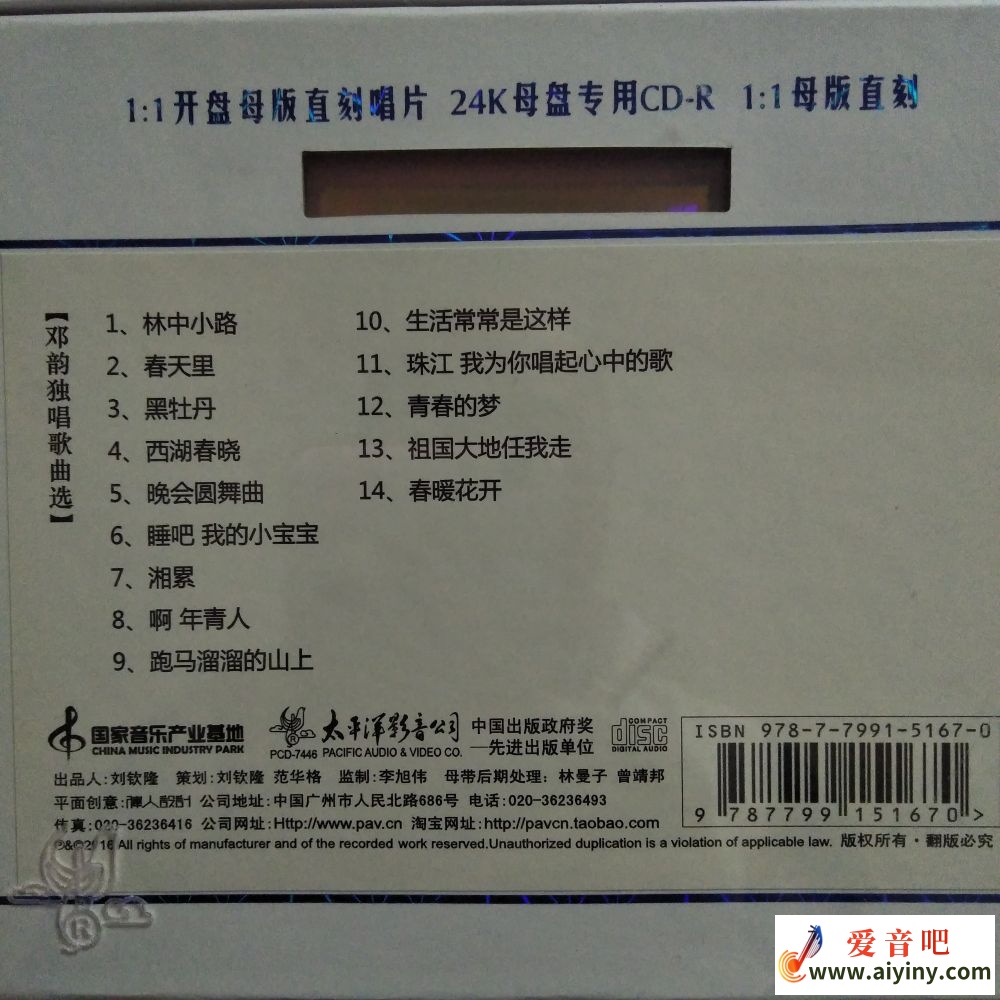 1:1开盘母版直刻唱片 24K母盘专用CD-R 1:1母版直刻
【邓韵独唱歌曲选】
1、林中小路
2、春天里
3、黑牡丹
4、西湖春晓
5、晚会圆舞曲
6、睡吧 我的小宝宝
7、湘累
8、啊 年青人
9、跑马溜溜的山上
10、生活常常是这样
11、珠江 我为你唱起心中的歌
12、青春的梦
13、祖国大地任我走
14、春暖花开
国家音乐产业基地
CHINA MUSIC INDUSTRY PARK
PCD-7446
太平洋影音公司
PACIFIC AUDIO & VIDEO CO.
中国出版政府奖
—先进出版单位
COMPACT
disc
DIGITAL AUDIO
ISBN 978-7-7991-5167-0
9 787799 151670 >
出品人:刘钦隆 策划:刘钦隆 范华格 监制:李旭伟 母带后期处理:林曼子 曾靖邦
平面创意: 公司地址:中国广州市人民北路686号 电话:020-36236493
传真:020-36236416 公司网址:Http://www.pav.cn 淘宝网址:http://pavcn.taobao.com
℗&©2016 All rights of manufacturer and of the recorded work reserved.Unauthorized duplication is a violation of applicable law. 版权所有·翻版必究
R
爱音吧
www.aiyiny.com